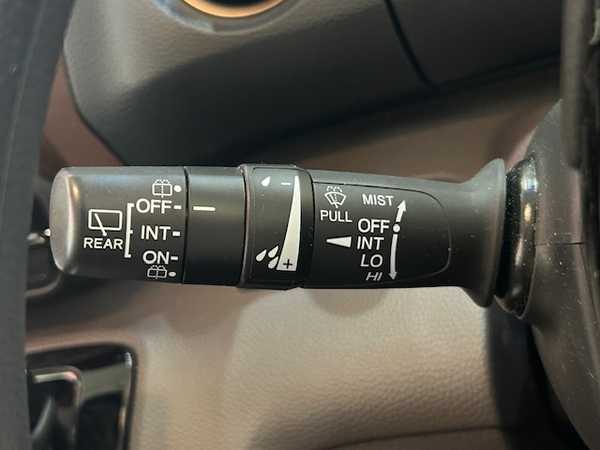 REAR
OFF
INT
ON
−
+
PULL
MIST
OFF
INT
LO
HI